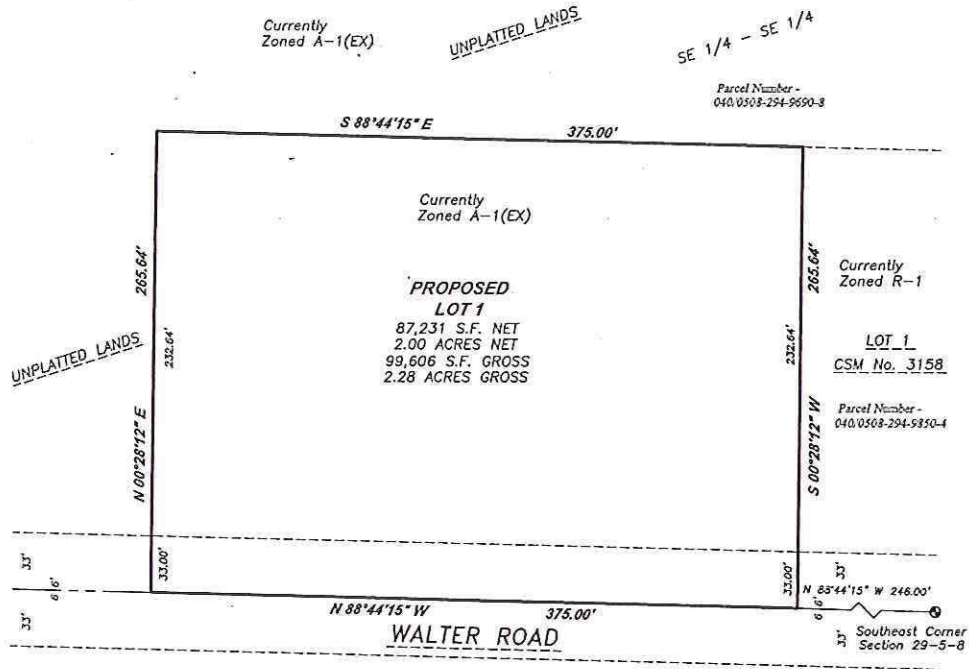 Currently
Zoned A-1(EX)
UNPLATTED LANDS
SE 1/4 - SE 1/4
Parcel Number -
040/0508-294-9690-8
S 88°44'15" E 375.00'
Currently
Zoned A-1(EX)
265.64'
232.64'
N 00°28'12" E
33.00'
UNPLATTED LANDS
PROPOSED
LOT 1
87,231 S.F. NET
2.00 ACRES NET
99,606 S.F. GROSS
2.28 ACRES GROSS
265.64'
232.64'
S 00°28'12" W
33.00'
Currently
Zoned R-1
LOT 1
CSM No. 3158
Parcel Number -
040/0508-294-9850-4
33'
6'6'
33'
33'
N 88°44'15" W 246.00'
6'6'
33'
N 88°44'15" W 375.00'
WALTER ROAD
Southeast Corner
Section 29-5-8